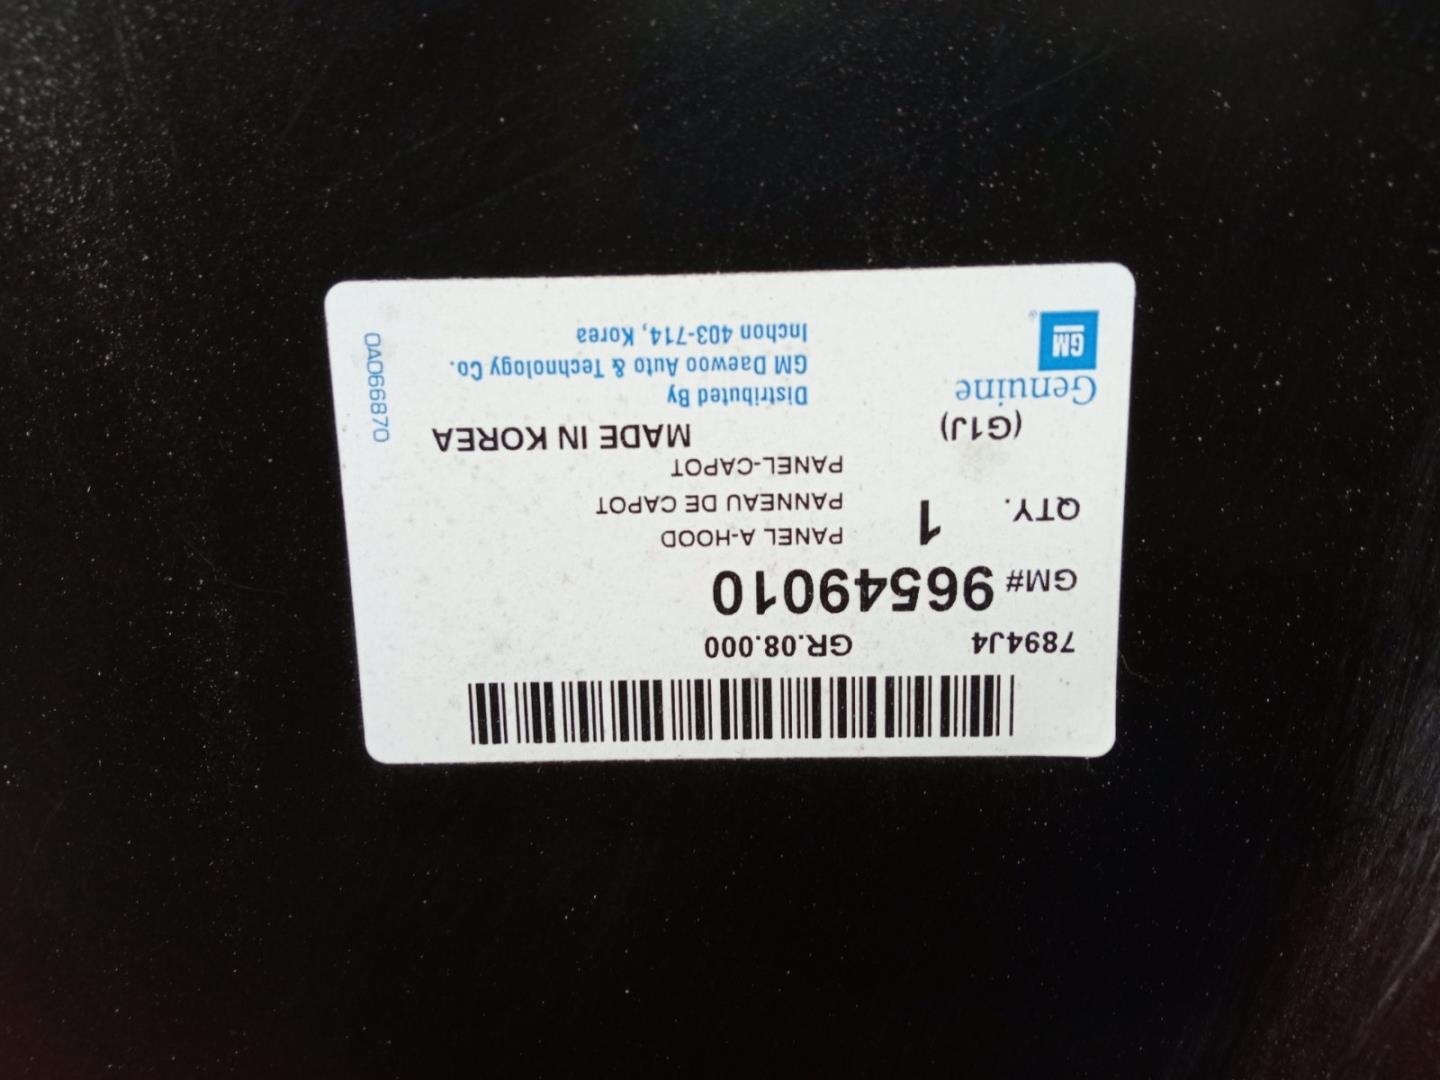 7894J4 GR.08.000
GM# 96549010
QTY. 1 PANEL A-HOOD
PANNEAU DE CAPOT
PANEL-CAPOT
(G1J) MADE IN KOREA
Genuine
GM
®
Distributed By
GM Daewoo Auto & Technology Co.
Inchon 403-714, Korea
0A066870